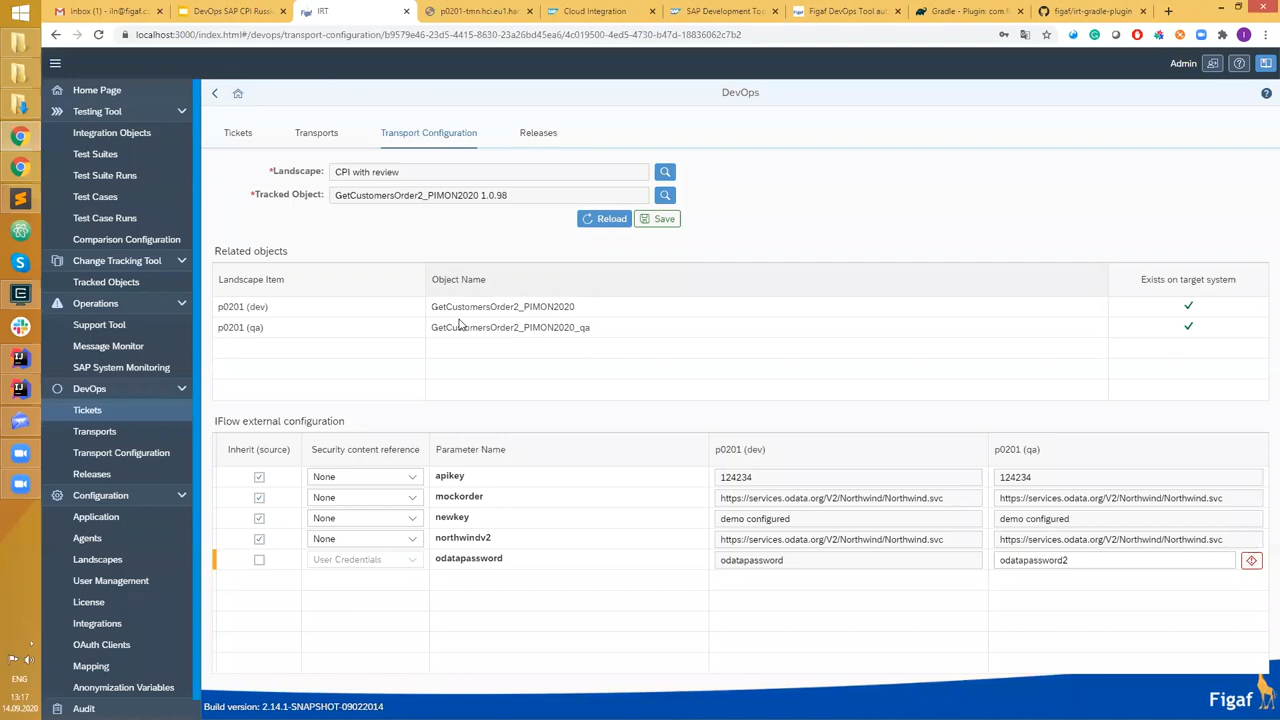 Inbox (1) - iln@figaf.c
DevOps SAP CPI Russi
IRT
p0201-tmn.hci.eu1.har
Cloud Integration
SAP Development Too
Figaf DevOps Tool aut
Gradle - Plugin: com.f
figaf/irt-gradle-plugin
localhost:3000/index.html#/devops/transport-configuration/b9579e46-23d5-4415-8630-23a26bd45ea6/4c019500-4ed5-4730-b47d-18836062c7b2
Admin
Home Page
Testing Tool
Integration Objects
Test Suites
Test Suite Runs
Test Cases
Test Case Runs
Comparison Configuration
Change Tracking Tool
Tracked Objects
Operations
Support Tool
Message Monitor
SAP System Monitoring
DevOps
Tickets
Transports
Transport Configuration
Releases
Configuration
Application
Agents
Landscapes
User Management
License
Integrations
OAuth Clients
Mapping
Anonymization Variables
Audit
DevOps
Tickets Transports Transport Configuration Releases
*Landscape: CPI with review
*Tracked Object: GetCustomersOrder2_PIMON2020 1.0.98
Reload Save
Related objects
Landscape Item Object Name Exists on target system
p0201 (dev) GetCustomersOrder2_PIMON2020
p0201 (qa) GetCustomersOrder2_PIMON2020_qa
IFlow external configuration
Inherit (source) Security content reference Parameter Name p0201 (dev) p0201 (qa)
None apikey 124234 124234
None mockorder https://services.odata.org/V2/Northwind/Northwind.svc https://services.odata.org/V2/Northwind/Northwind.svc
None newkey demo configured demo configured
None northwindv2 https://services.odata.org/V2/Northwind/Northwind.svc https://services.odata.org/V2/Northwind/Northwind.svc
User Credentials odatapassword odatapassword odatapassword2
Build version: 2.14.1-SNAPSHOT-09022014
Figaf
ENG
13:17
14.09.2020